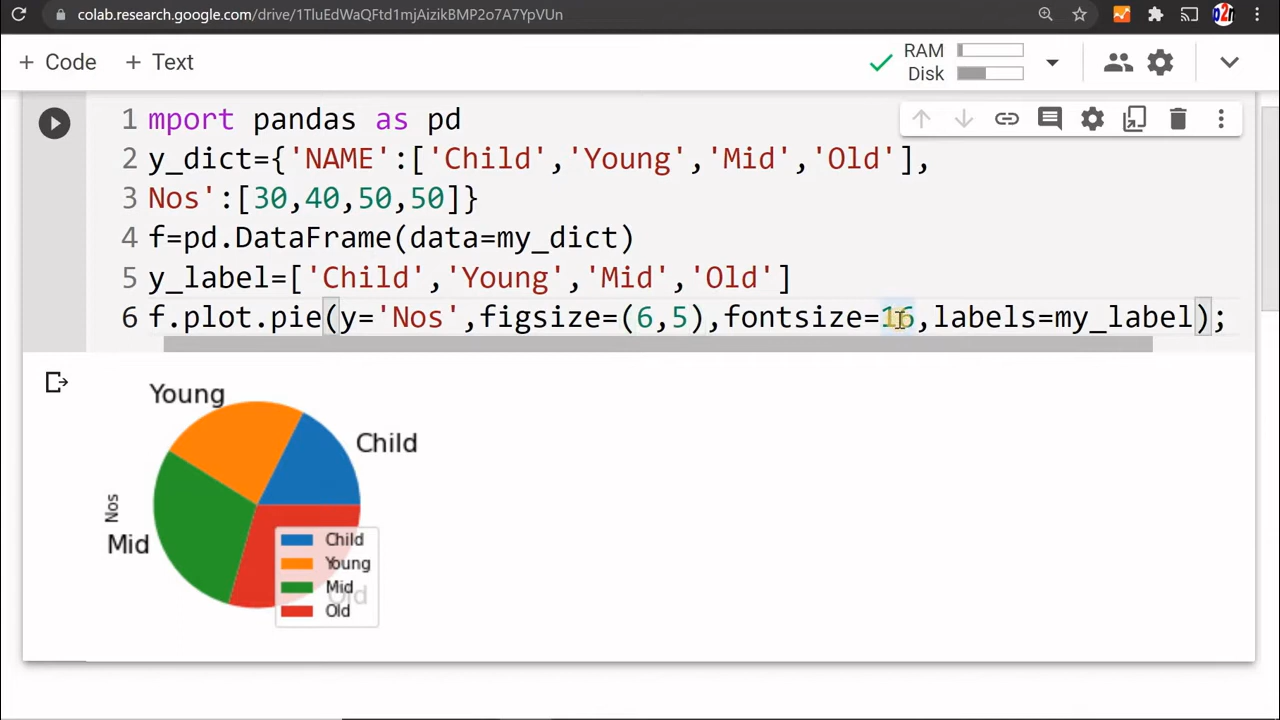 colab.research.google.com/drive/1TluEdWaQFtd1mjAizikBMP2o7A7YpVUn
+ Code + Text
RAM
Disk
1 mport pandas as pd
2 y_dict={'NAME':['Child','Young','Mid','Old'],
3 Nos':[30,40,50,50]}
4 f=pd.DataFrame(data=my_dict)
5 y_label=['Child','Young','Mid','Old']
6 f.plot.pie(y='Nos',figsize=(6,5),fontsize=16,labels=my_label);
Young
Child
Nos
Mid
Old
Child
Young
Mid
Old